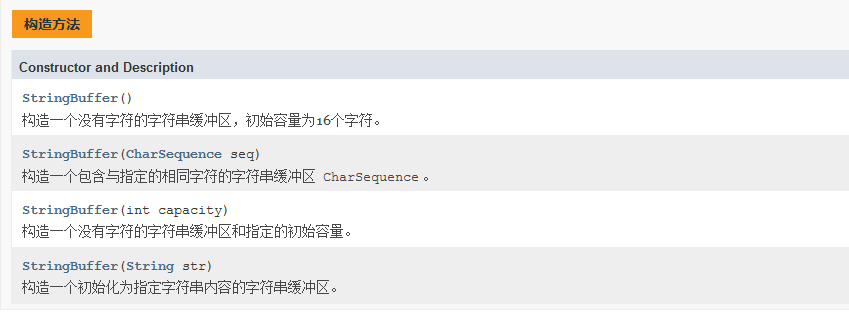 构造方法
Constructor and Description
StringBuffer()
构造一个没有字符的字符串缓冲区，初始容量为16个字符。
StringBuffer(CharSequence seq)
构造一个包含与指定的相同字符的字符串缓冲区 CharSequence 。
StringBuffer(int capacity)
构造一个没有字符的字符串缓冲区和指定的初始容量。
StringBuffer(String str)
构造一个初始化为指定字符串内容的字符串缓冲区。